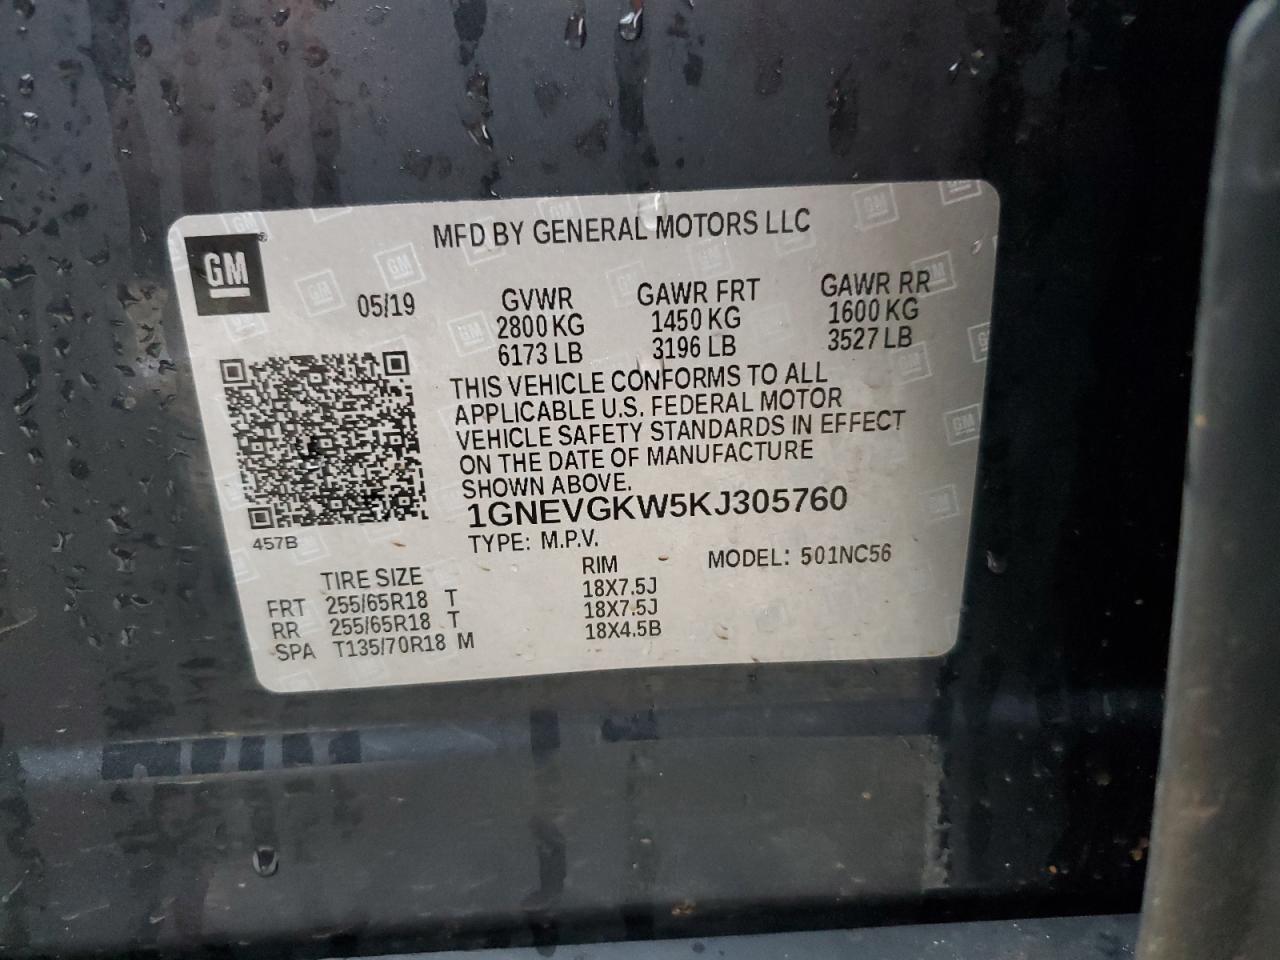 MFD BY GENERAL MOTORS LLC
GM ®
05/19
GVWR GAWR FRT GAWR RR
2800 KG 1450 KG 1600 KG
6173 LB 3196 LB 3527 LB
THIS VEHICLE CONFORMS TO ALL
APPLICABLE U.S. FEDERAL MOTOR
VEHICLE SAFETY STANDARDS IN EFFECT
ON THE DATE OF MANUFACTURE
SHOWN ABOVE.
1GNEVGKW5KJ305760
457B
TYPE: M.P.V.
MODEL: 501NC56
TIRE SIZE RIM
FRT 255/65R18 T 18X7.5J
RR 255/65R18 T 18X7.5J
SPA T135/70R18 M 18X4.5B